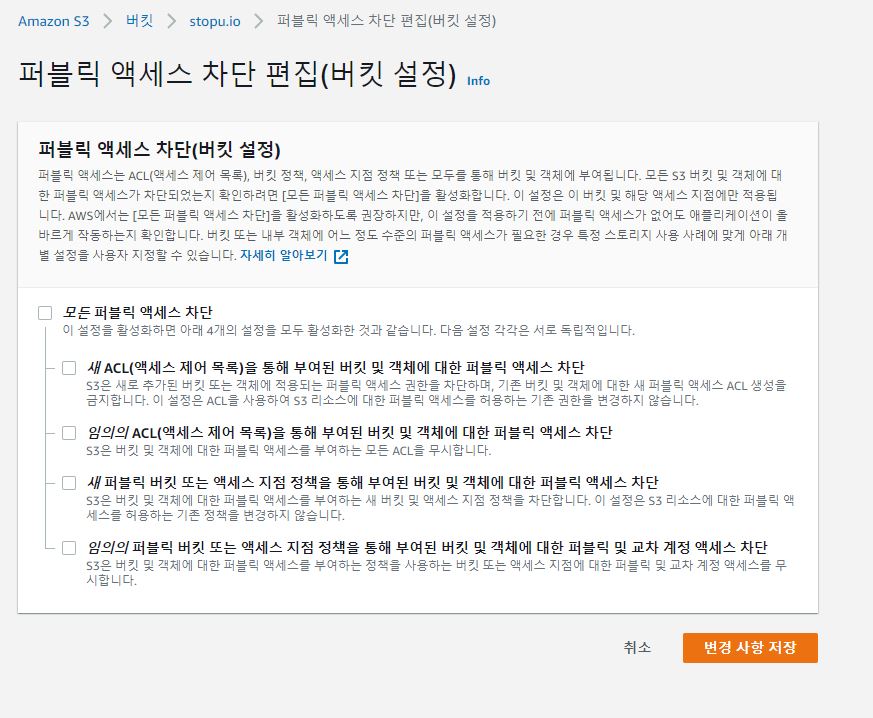 Amazon S3 > 버킷 > stopu.io > 퍼블릭 액세스 차단 편집(버킷 설정)
퍼블릭 액세스 차단 편집(버킷 설정) Info
퍼블릭 액세스 차단(버킷 설정)
퍼블릭 액세스는 ACL(액세스 제어 목록), 버킷 정책, 액세스 지점 정책 또는 모두를 통해 버킷 및 객체에 부여됩니다. 모든 S3 버킷 및 객체에 대
한 퍼블릭 액세스가 차단되었는지 확인하려면 [모든 퍼블릭 액세스 차단]을 활성화합니다. 이 설정은 이 버킷 및 해당 액세스 지점에만 적용됩
니다. AWS에서는 [모든 퍼블릭 액세스 차단]을 활성화하도록 권장하지만, 이 설정을 적용하기 전에 퍼블릭 액세스가 없어도 애플리케이션이 올
바르게 작동하는지 확인합니다. 버킷 또는 내부 객체에 어느 정도 수준의 퍼블릭 액세스가 필요한 경우 특정 스토리지 사용 사례에 맞게 아래 개
별 설정을 사용자 지정할 수 있습니다. 자세히 알아보기
모든 퍼블릭 액세스 차단
이 설정을 활성화하면 아래 4개의 설정을 모두 활성화한 것과 같습니다. 다음 설정 각각은 서로 독립적입니다.
새 ACL(액세스 제어 목록)을 통해 부여된 버킷 및 객체에 대한 퍼블릭 액세스 차단
S3은 새로 추가된 버킷 또는 객체에 적용되는 퍼블릭 액세스 권한을 차단하며, 기존 버킷 및 객체에 대한 새 퍼블릭 액세스 ACL 생성을
금지합니다. 이 설정은 ACL을 사용하여 S3 리소스에 대한 퍼블릭 액세스를 허용하는 기존 권한을 변경하지 않습니다.
임의의 ACL(액세스 제어 목록)을 통해 부여된 버킷 및 객체에 대한 퍼블릭 액세스 차단
S3은 버킷 및 객체에 대한 퍼블릭 액세스를 부여하는 모든 ACL을 무시합니다.
새 퍼블릭 버킷 또는 액세스 지점 정책을 통해 부여된 버킷 및 객체에 대한 퍼블릭 액세스 차단
S3은 버킷 및 객체에 대한 퍼블릭 액세스를 부여하는 새 버킷 및 액세스 지점 정책을 차단합니다. 이 설정은 S3 리소스에 대한 퍼블릭 액
세스를 허용하는 기존 정책을 변경하지 않습니다.
임의의 퍼블릭 버킷 또는 액세스 지점 정책을 통해 부여된 버킷 및 객체에 대한 퍼블릭 및 교차 계정 액세스 차단
S3은 버킷 및 객체에 대한 퍼블릭 액세스를 부여하는 정책을 사용하는 버킷 또는 액세스 지점에 대한 퍼블릭 및 교차 계정 액세스를 무
시합니다.
취소 변경 사항 저장